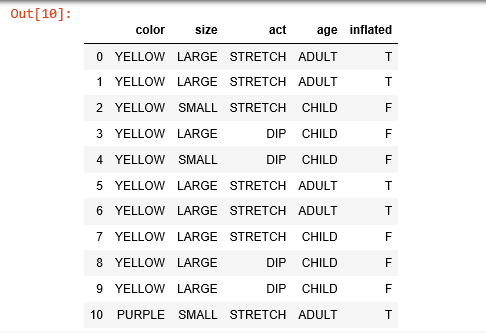 Out[10]:
color size act age inflated
0 YELLOW LARGE STRETCH ADULT T
1 YELLOW LARGE STRETCH ADULT T
2 YELLOW SMALL STRETCH CHILD F
3 YELLOW LARGE DIP CHILD F
4 YELLOW SMALL DIP CHILD F
5 YELLOW LARGE STRETCH ADULT T
6 YELLOW LARGE STRETCH ADULT T
7 YELLOW LARGE STRETCH CHILD F
8 YELLOW LARGE DIP CHILD F
9 YELLOW LARGE DIP CHILD F
10 PURPLE SMALL STRETCH ADULT T